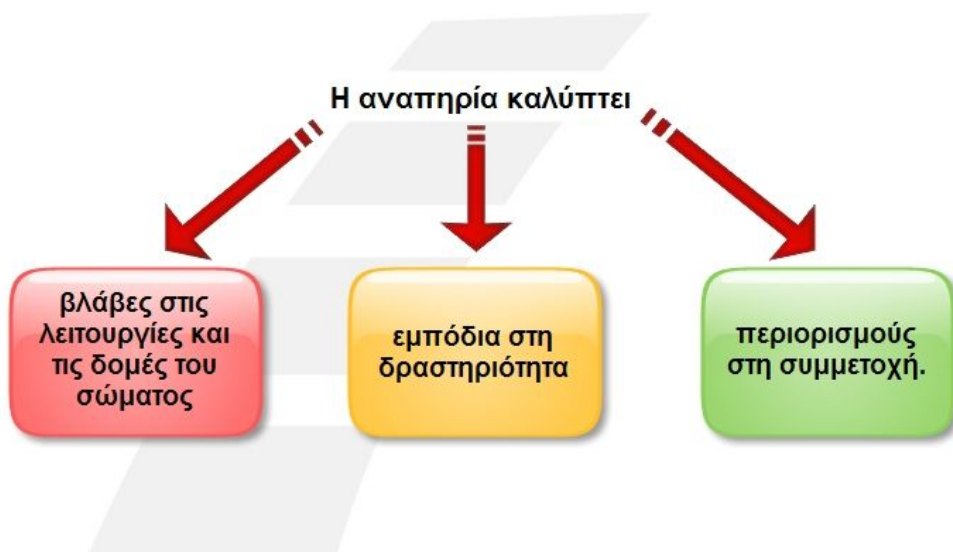 Η αναπηρία καλύπτει
βλάβες στις
λειτουργίες και
τις δομές του
σώματος
εμπόδια στη
δραστηριότητα
περιορισμούς
στη συμμετοχή.